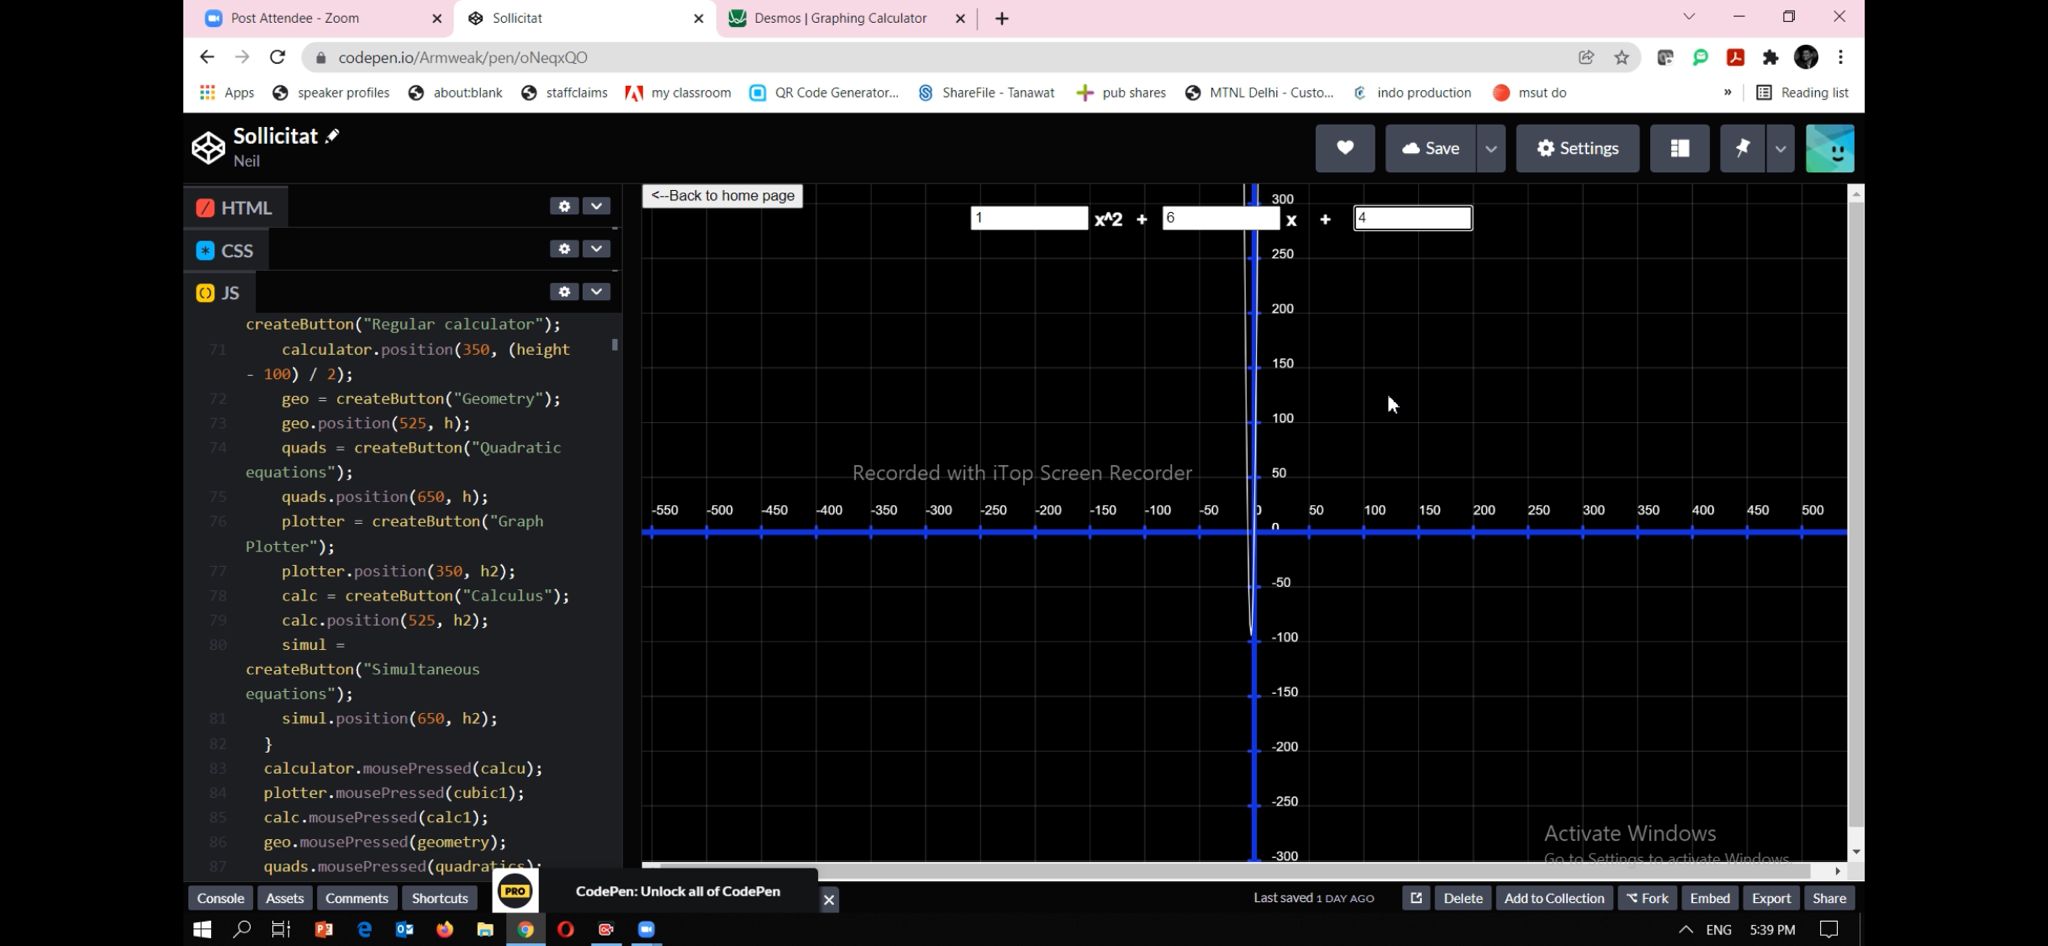 Post Attendee - Zoom
Sollicitat
Desmos | Graphing Calculator
codepen.io/Armweak/pen/oNeqxQO
Apps speaker profiles about:blank staffclaims my classroom QR Code Generator... ShareFile - Tanawat pub shares MTNL Delhi - Custo... indo production msut do » Reading list
Sollicitat
Neil
Save
Settings
HTML
CSS
JS
createButton("Regular calculator");
71 calculator.position(350, (height
- 100) / 2);
72 geo = createButton("Geometry");
73 geo.position(525, h);
74 quads = createButton("Quadratic
equations");
75 quads.position(650, h);
76 plotter = createButton("Graph
Plotter");
77 plotter.position(350, h2);
78 calc = createButton("Calculus");
79 calc.position(525, h2);
80 simul =
createButton("Simultaneous
equations");
81 simul.position(650, h2);
82 }
83 calculator.mousePressed(calcu);
84 plotter.mousePressed(cubic1);
85 calc.mousePressed(calc1);
86 geo.mousePressed(geometry);
87 quads.mousePressed(quadratics);
<--Back to home page
1 x^2 + 6 x + 4
300
250
200
150
100
50
Recorded with iTop Screen Recorder
-550 -500 -450 -400 -350 -300 -250 -200 -150 -100 -50 0 50 100 150 200 250 300 350 400 450 500
0
-50
-100
-150
-200
-250
-300
Activate Windows
Go to Settings to activate Windows.
PRO
CodePen: Unlock all of CodePen
Console Assets Comments Shortcuts
Last saved 1 DAY AGO
Delete Add to Collection Fork Embed Export Share
ENG 5:39 PM